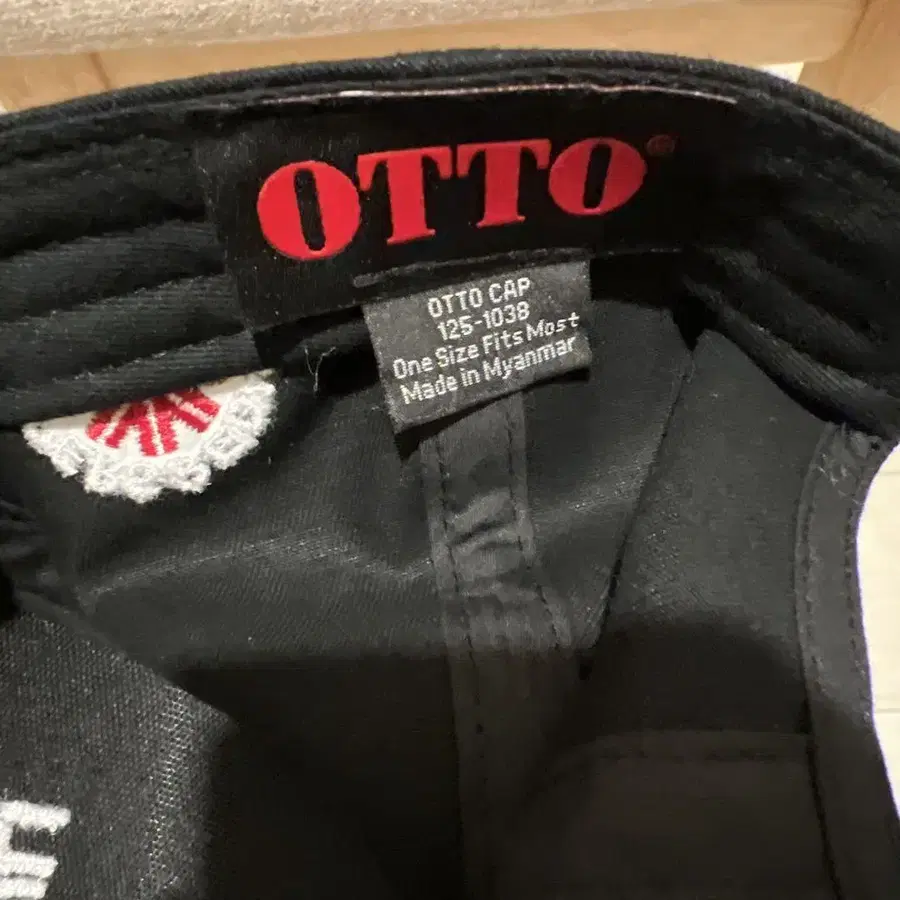 OTTO®
OTTO CAP
125-1038
One Size Fits Most
Made in Myanmar